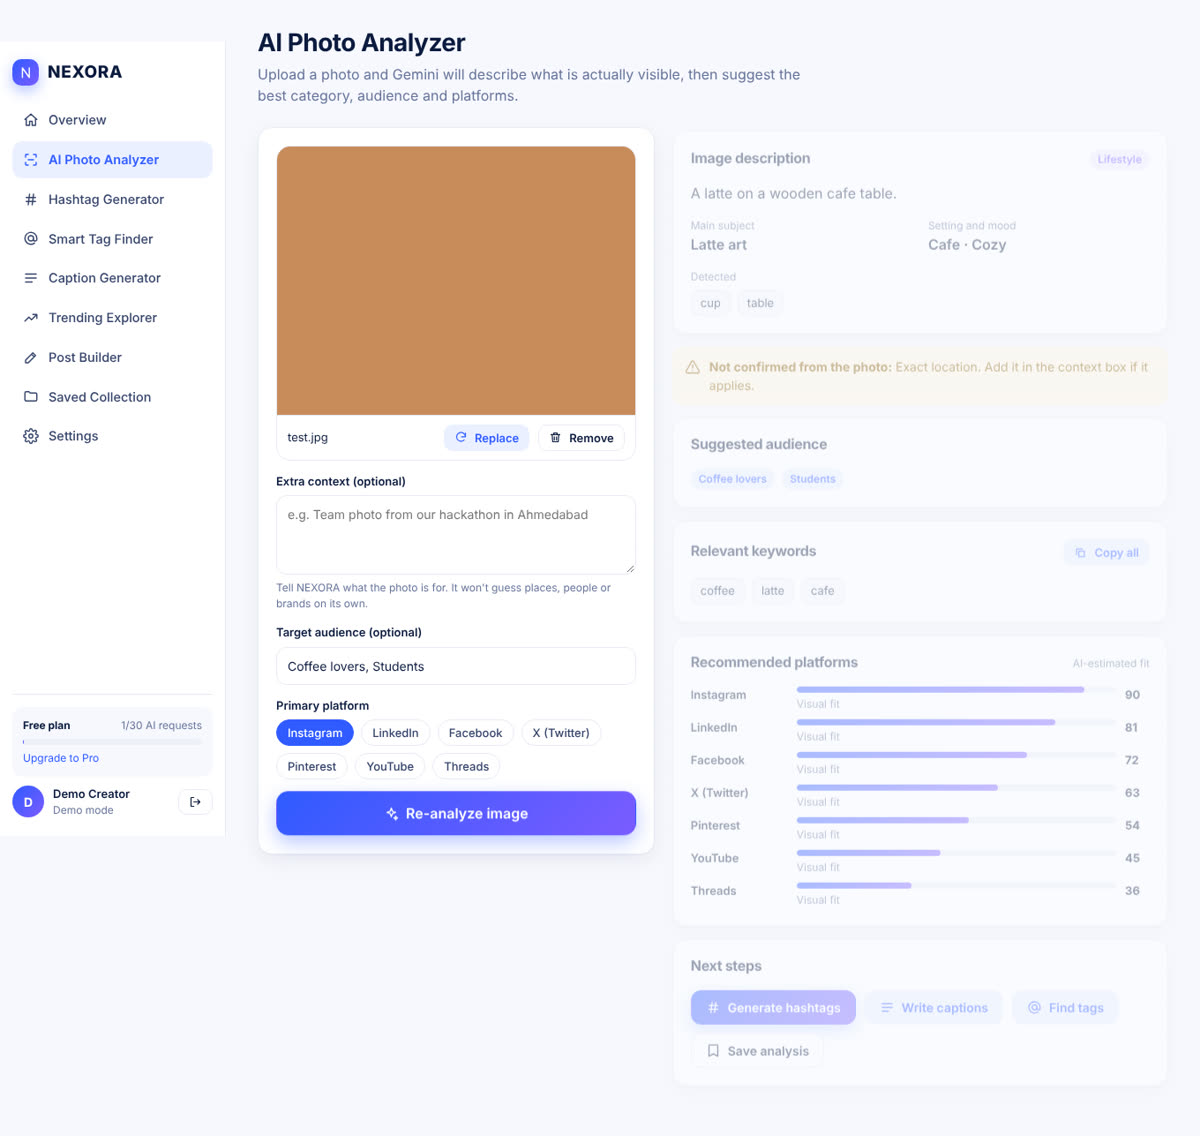 N NEXORA
Overview
AI Photo Analyzer
Hashtag Generator
Smart Tag Finder
Caption Generator
Trending Explorer
Post Builder
Saved Collection
Settings
Free plan 1/30 AI requests
Upgrade to Pro
D
Demo Creator
Demo mode
AI Photo Analyzer
Upload a photo and Gemini will describe what is actually visible, then suggest the
best category, audience and platforms.
test.jpg Replace Remove
Extra context (optional)
e.g. Team photo from our hackathon in Ahmedabad
Tell NEXORA what the photo is for. It won't guess places, people or
brands on its own.
Target audience (optional)
Coffee lovers, Students
Primary platform
Instagram LinkedIn Facebook X (Twitter)
Pinterest YouTube Threads
Re-analyze image
Image description Lifestyle
A latte on a wooden cafe table.
Main subject Setting and mood
Latte art Cafe · Cozy
Detected
cup table
Not confirmed from the photo: Exact location. Add it in the context box if it
applies.
Suggested audience
Coffee lovers Students
Relevant keywords Copy all
coffee latte cafe
Recommended platforms AI-estimated fit
Instagram 90
Visual fit
LinkedIn 81
Visual fit
Facebook 72
Visual fit
X (Twitter) 63
Visual fit
Pinterest 54
Visual fit
YouTube 45
Visual fit
Threads 36
Visual fit
Next steps
# Generate hashtags Write captions @ Find tags
Save analysis